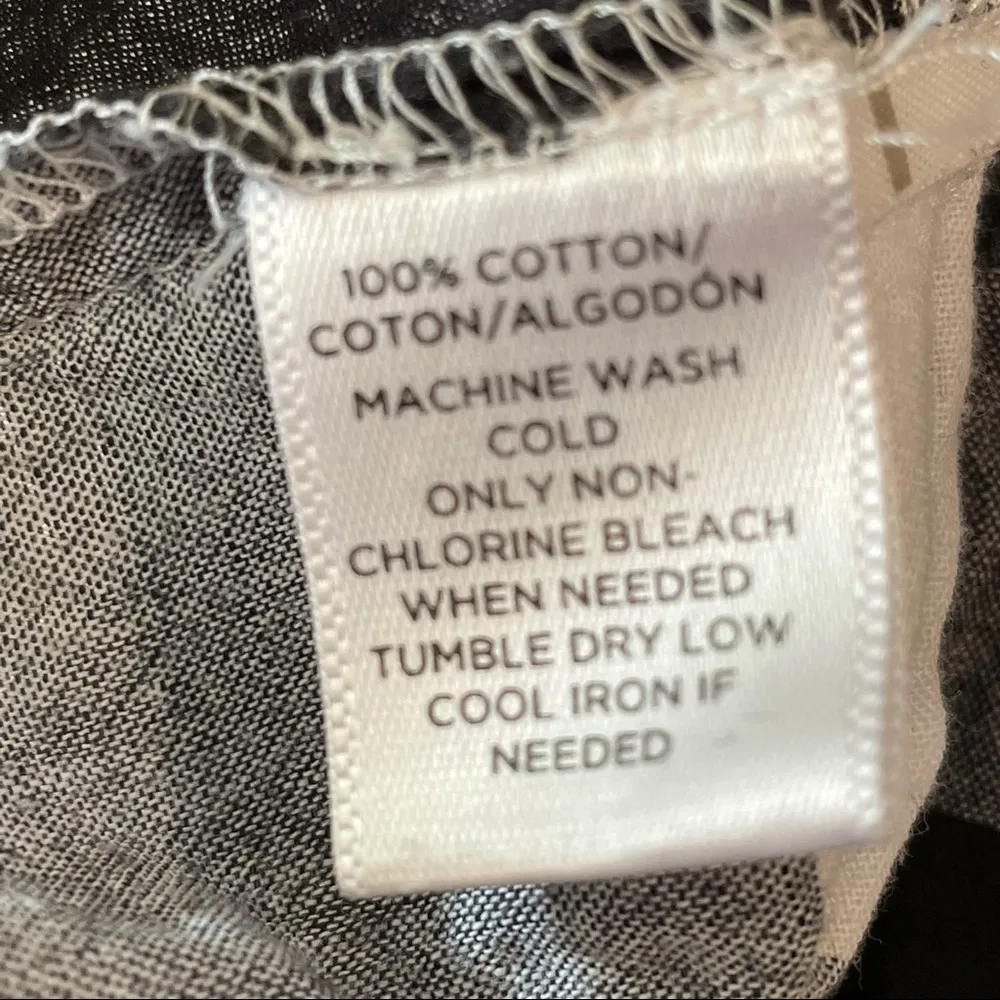 100% COTTON/
COTON/ALGODÓN
MACHINE WASH
COLD
ONLY NON-
CHLORINE BLEACH
WHEN NEEDED
TUMBLE DRY LOW
COOL IRON IF
NEEDED